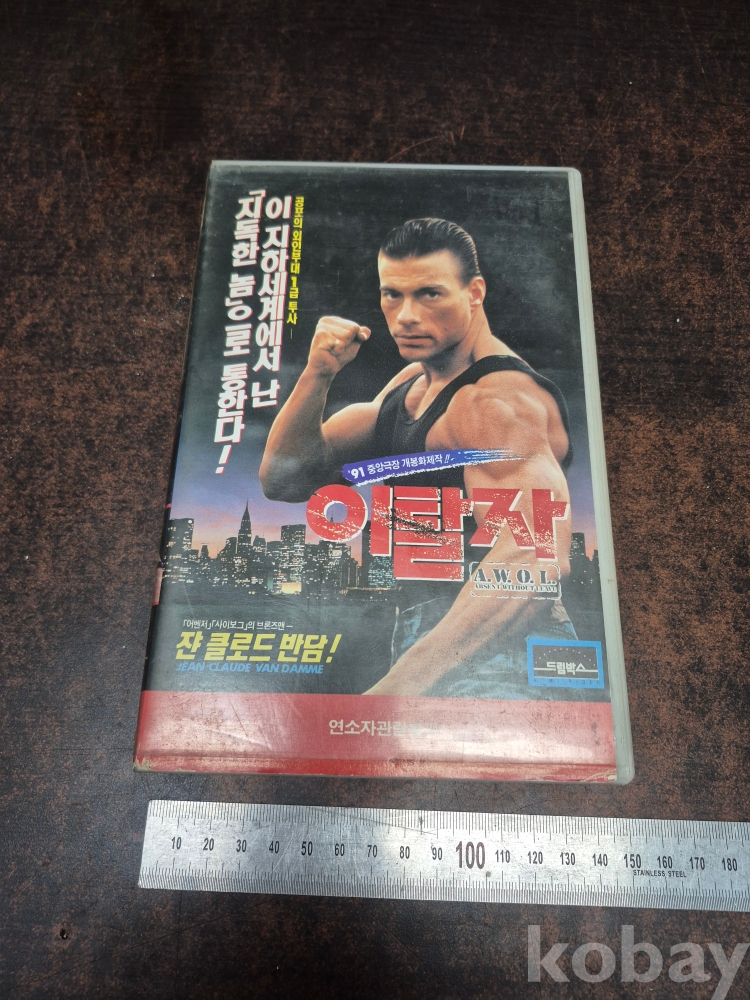 공포의 외인부대 1급 투사—
이 지하세계에서 난
「지독한 놈」으로 통한다!
'91 중앙극장 개봉화제작!!
이탈자
A.W.O.L.
ABSENT WITHOUT LEAVE
「어벤저」「사이보그」의 브론즈맨—
쟌 클로드 반담!
JEAN-CLAUDE VAN DAMME
드림박스
연소자관람
10 20 30 40 50 60 70 80 90 100 110 120 130 140 150 160 170 180
STAINLESS STEEL
kobay